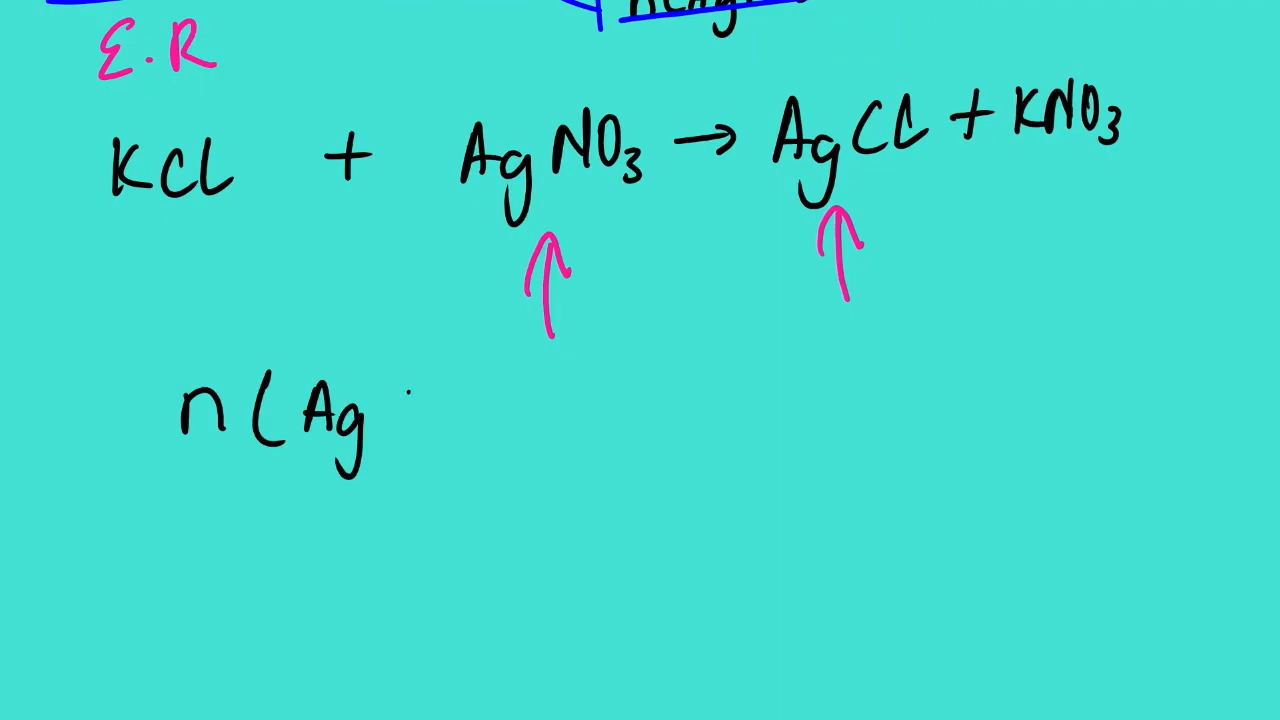 E.R
KCl + AgNO₃ → AgCl + KNO₃
n(Ag